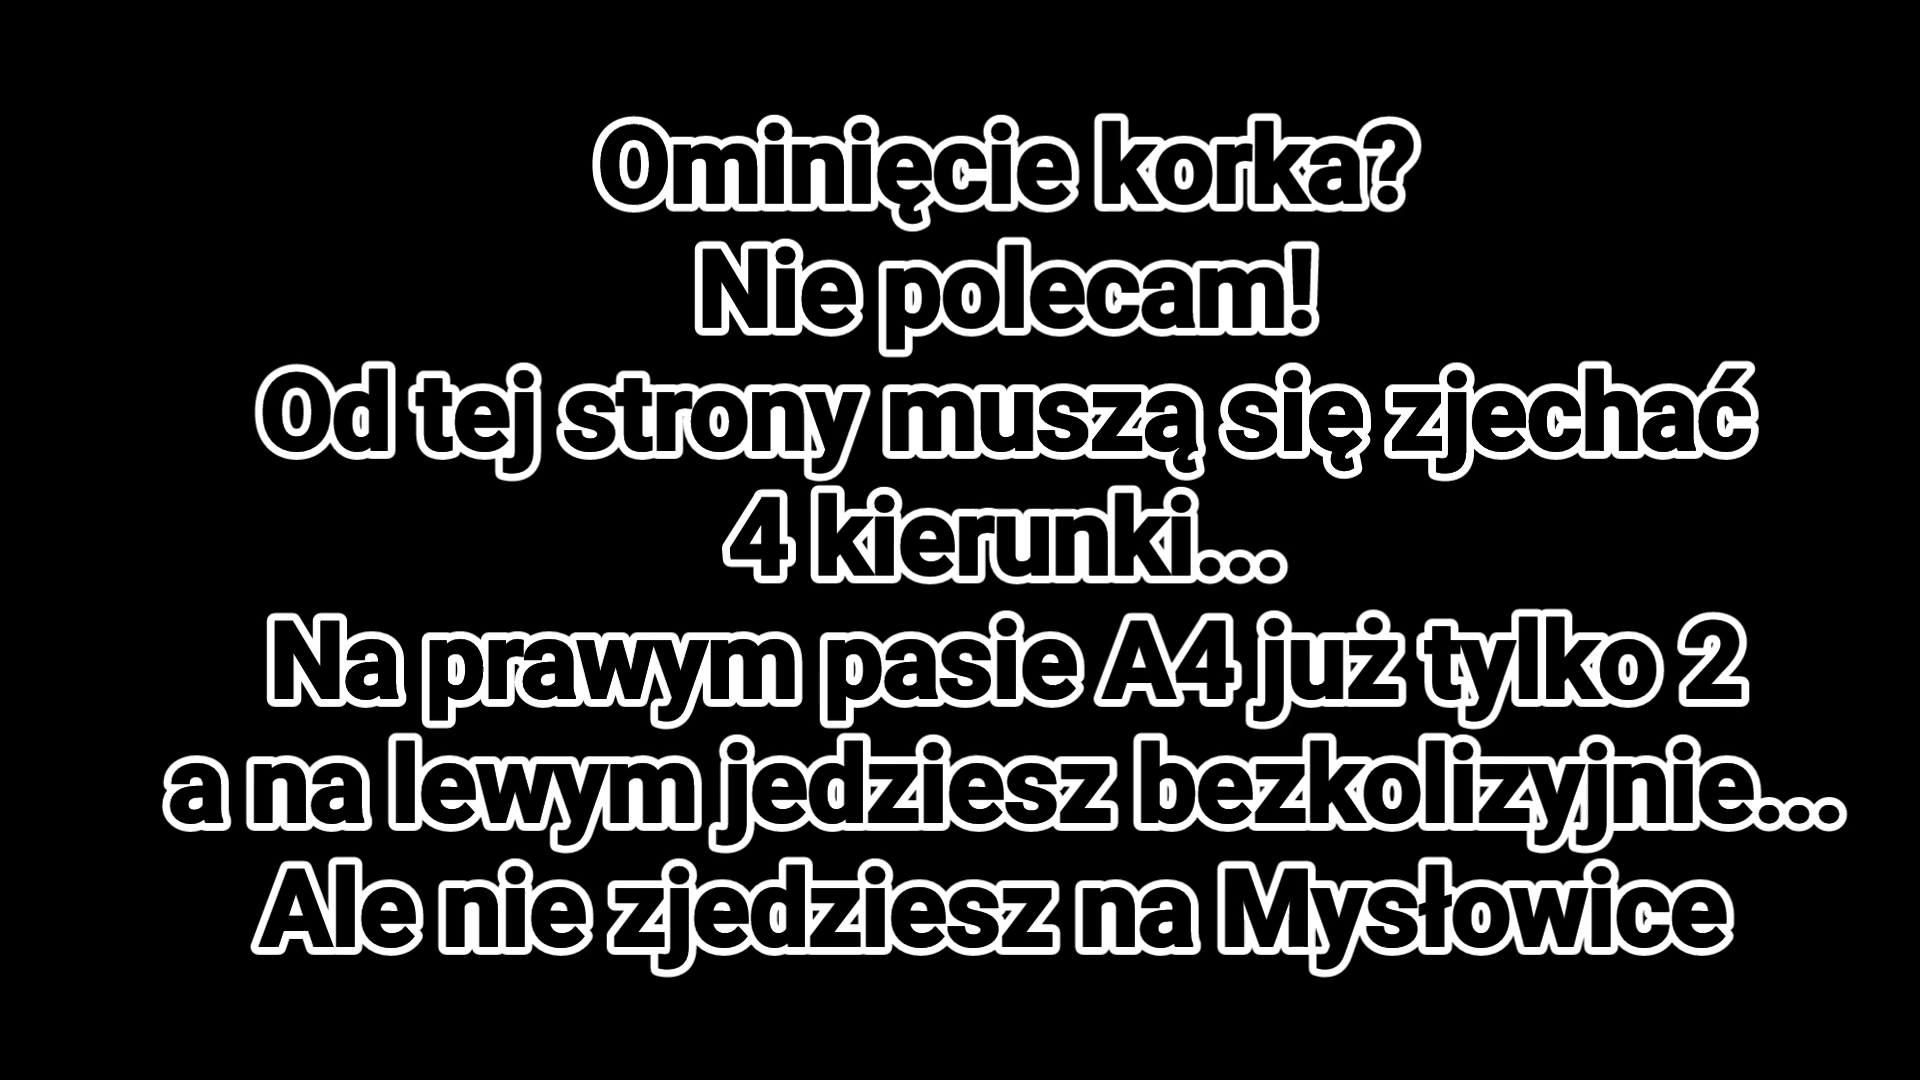 Ominięcie korka?
Nie polecam!
Od tej strony muszą się zjechać
4 kierunki...
Na prawym pasie A4 już tylko 2
a na lewym jedziesz bezkolizyjnie...
Ale nie zjedziesz na Mysłowice